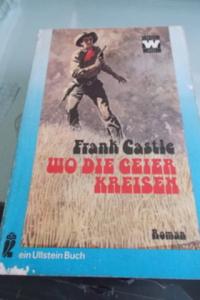 W
Frank Castle
WO DIE GEIER
KREISEN
Roman
ein Ullstein Buch